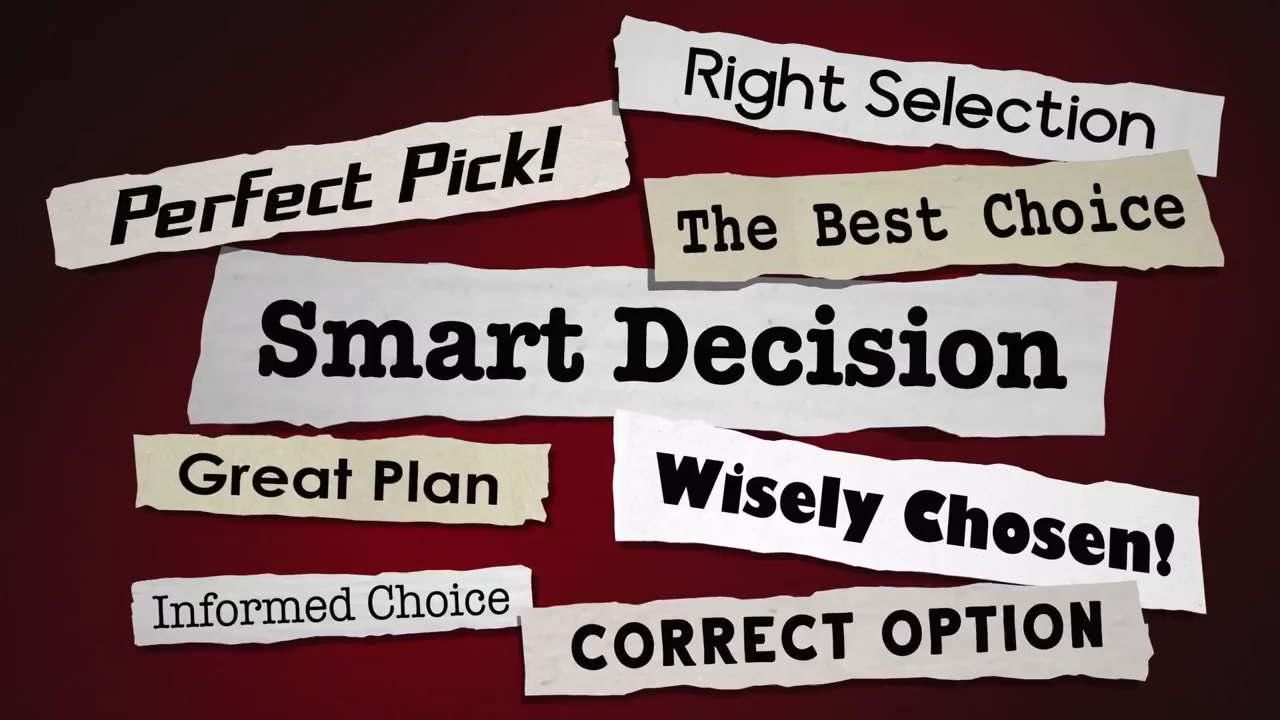 Right Selection
Perfect Pick!
The Best Choice
Smart Decision
Great Plan
Wisely Chosen!
Informed Choice
CORRECT OPTION